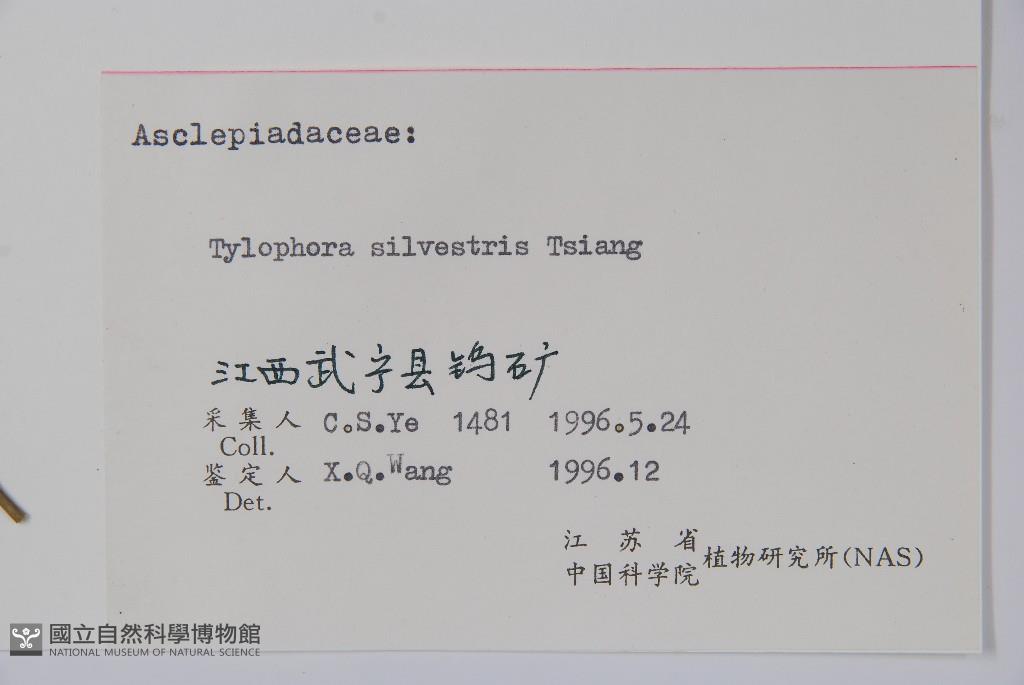 Asclepiadaceae:
Tylophora silvestris Tsiang
江西武宁县钨矿
采集人 C.S.Ye 1481 1996.5.24
Coll.
鉴定人 X.Q.Wang 1996.12
Det.
江苏省
中国科学院 植物研究所(NAS)
國立自然科學博物館
NATIONAL MUSEUM OF NATURAL SCIENCE